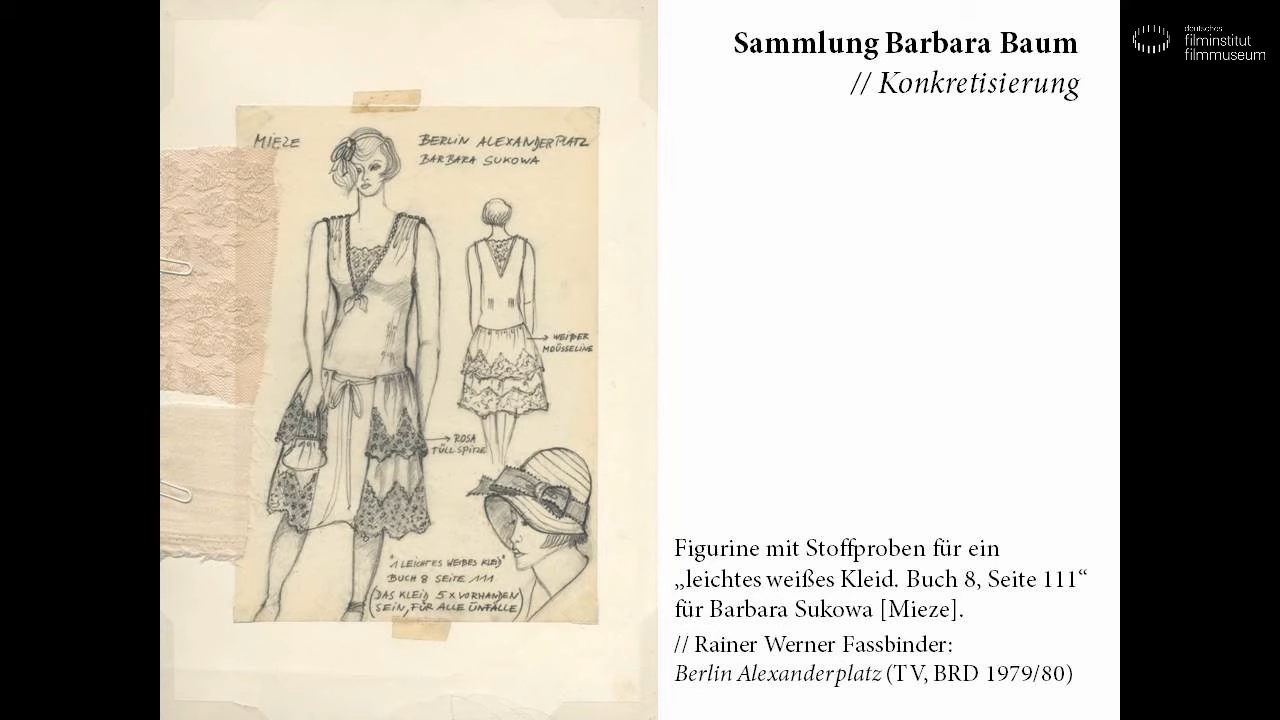 Sammlung Barbara Baum
// Konkretisierung
deutsches
filminstitut
filmmuseum
MIEZE
BERLIN ALEXANDERPLATZ
BARBARA SUKOWA
WEIẞER
MOÜSSELINE
ROSA
TÜLLSPITZE
"1 LEICHTES WEIßES KLEID"
BUCH 8 SEITE 111
(DAS KLEID 5X VORHANDEN
SEIN, FÜR ALLE UNFÄLLE)
Figurine mit Stoffproben für ein
„leichtes weißes Kleid. Buch 8, Seite 111“
für Barbara Sukowa [Mieze].
// Rainer Werner Fassbinder:
Berlin Alexanderplatz (TV, BRD 1979/80)